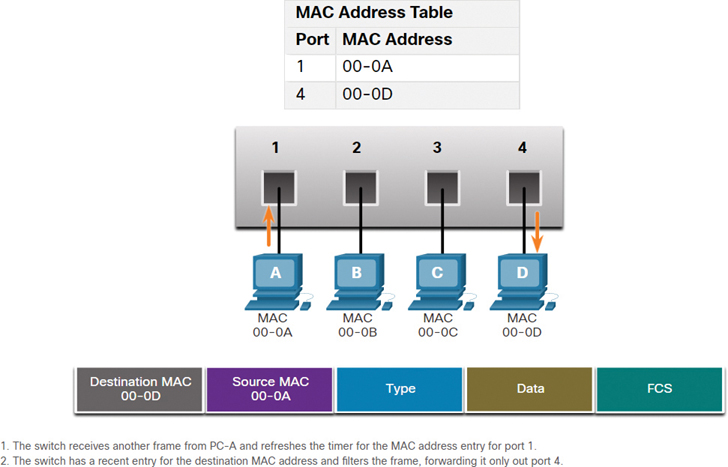 MAC Address Table
Port MAC Address
1 00-0A
4 00-0D
1 2 3 4
A B C D
MAC MAC MAC MAC
00-0A 00-0B 00-0C 00-0D
Destination MAC Source MAC Type Data FCS
00-0D 00-0A
1. The switch receives another frame from PC-A and refreshes the timer for the MAC address entry for port 1.
2. The switch has a recent entry for the destination MAC address and filters the frame, forwarding it only out port 4.